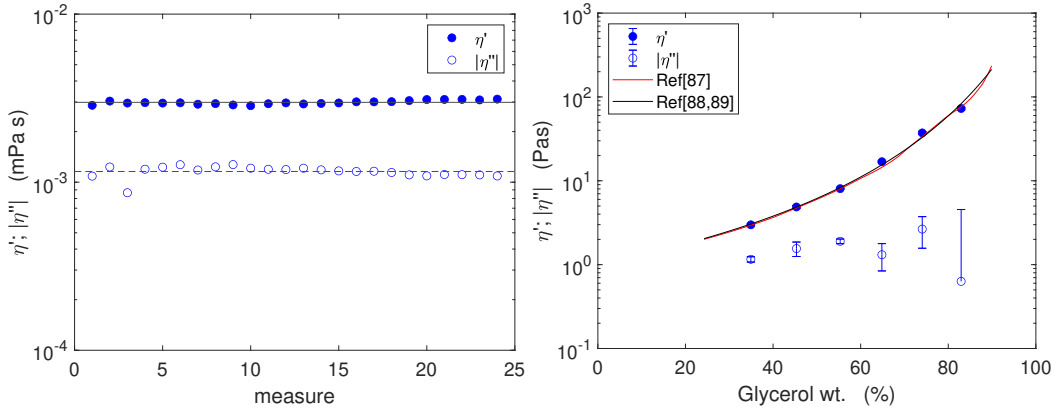 10^-2
10^-3
10^-4
0 5 10 15 20 25
measure
η'; |η''| (mPa s)
η'
|η''|
10^3
10^2
10^1
10^0
10^-1
0 20 40 60 80 100
Glycerol wt. (%)
η'; |η''| (Pas)
η'
|η''|
Ref[87]
Ref[88,89]